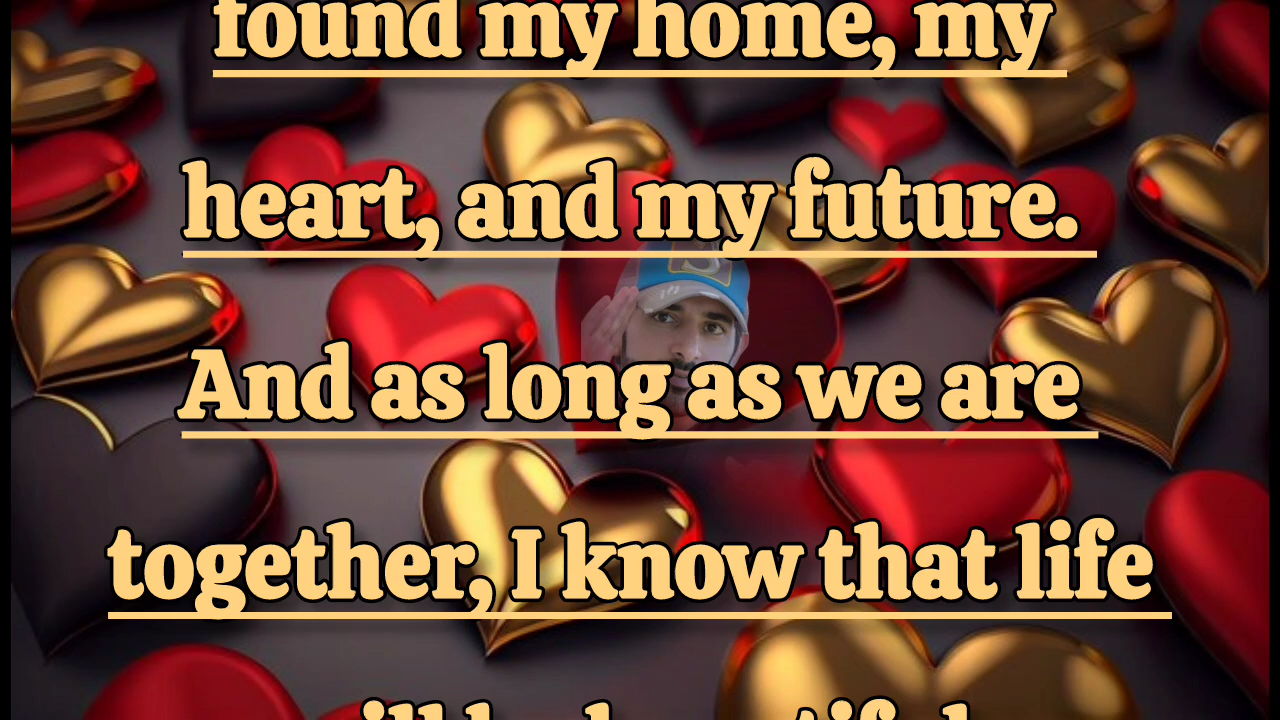 found my home, my
heart, and my future.
And as long as we are
together, I know that life